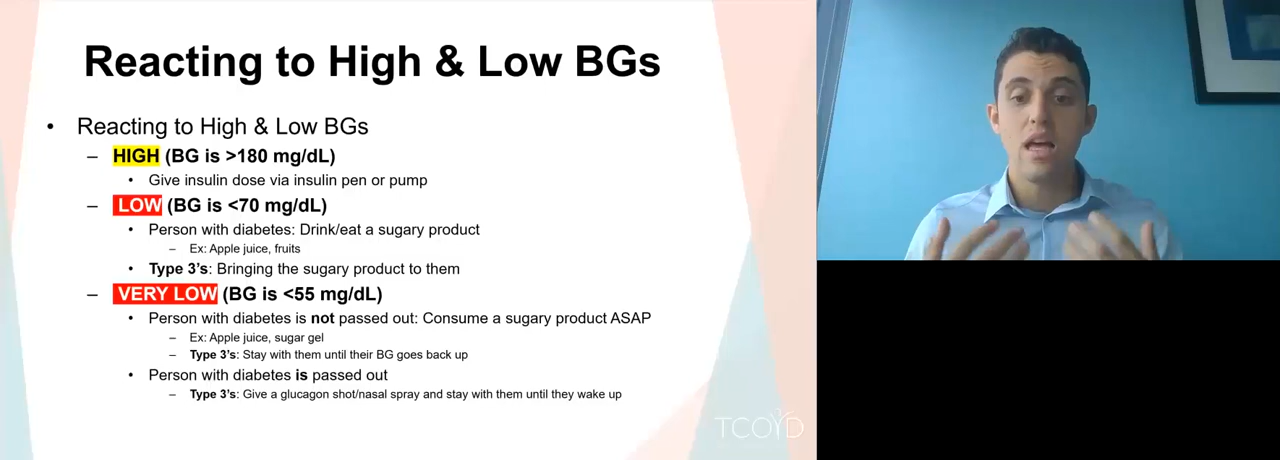 Reacting to High & Low BGs
• Reacting to High & Low BGs
– HIGH (BG is >180 mg/dL)
• Give insulin dose via insulin pen or pump
– LOW (BG is <70 mg/dL)
• Person with diabetes: Drink/eat a sugary product
– Ex: Apple juice, fruits
• Type 3's: Bringing the sugary product to them
– VERY LOW (BG is <55 mg/dL)
• Person with diabetes is not passed out: Consume a sugary product ASAP
– Ex: Apple juice, sugar gel
– Type 3's: Stay with them until their BG goes back up
• Person with diabetes is passed out
– Type 3's: Give a glucagon shot/nasal spray and stay with them until they wake up
TCOYD